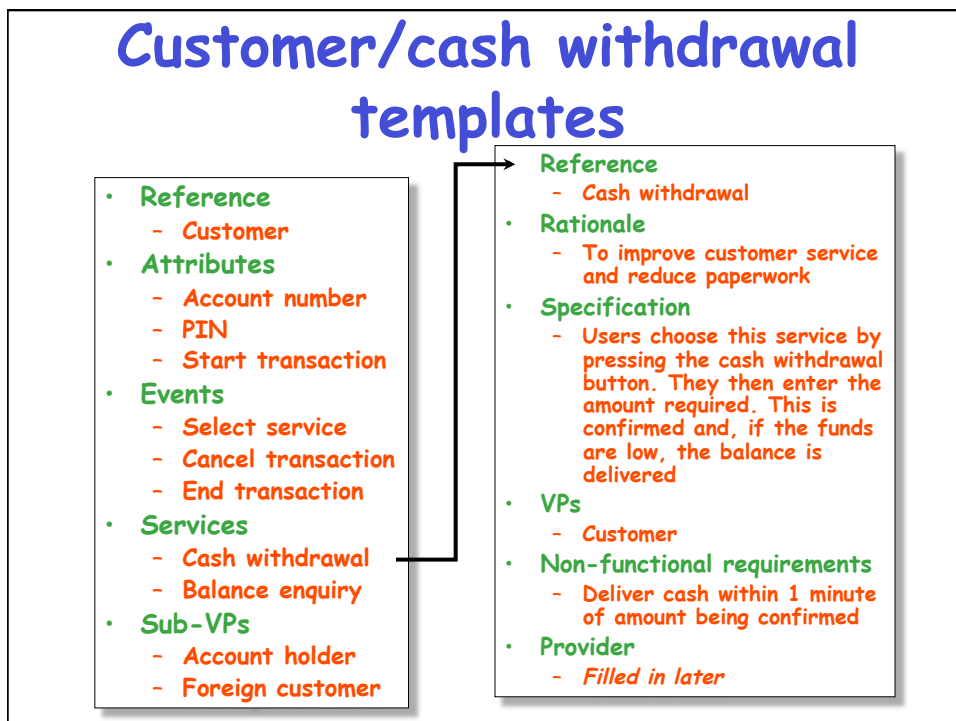 Customer/cash withdrawal
templates
• Reference
– Customer
• Attributes
– Account number
– PIN
– Start transaction
• Events
– Select service
– Cancel transaction
– End transaction
• Services
– Cash withdrawal
– Balance enquiry
• Sub-VPs
– Account holder
– Foreign customer
Reference
– Cash withdrawal
• Rationale
– To improve customer service
and reduce paperwork
• Specification
– Users choose this service by
pressing the cash withdrawal
button. They then enter the
amount required. This is
confirmed and, if the funds
are low, the balance is
delivered
• VPs
– Customer
• Non-functional requirements
– Deliver cash within 1 minute
of amount being confirmed
• Provider
– Filled in later